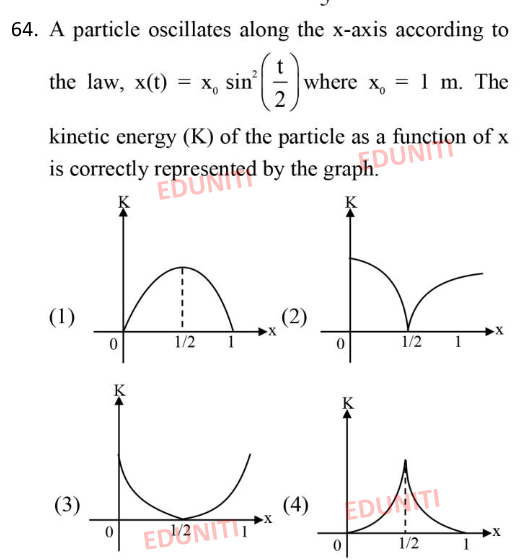 64. A particle oscillates along the x-axis according to
the law, x(t) = x₀ sin²(t/2) where x₀ = 1 m. The
kinetic energy (K) of the particle as a function of x
is correctly represented by the graph.
EDUNITI
EDUNITI
K
K
(1)
(2)
0 1/2 1 x
0 1/2 1 x
K
K
(3)
(4)
EDUNITI
0 1/2 1 x
EDUNITI
0 1/2 1 x